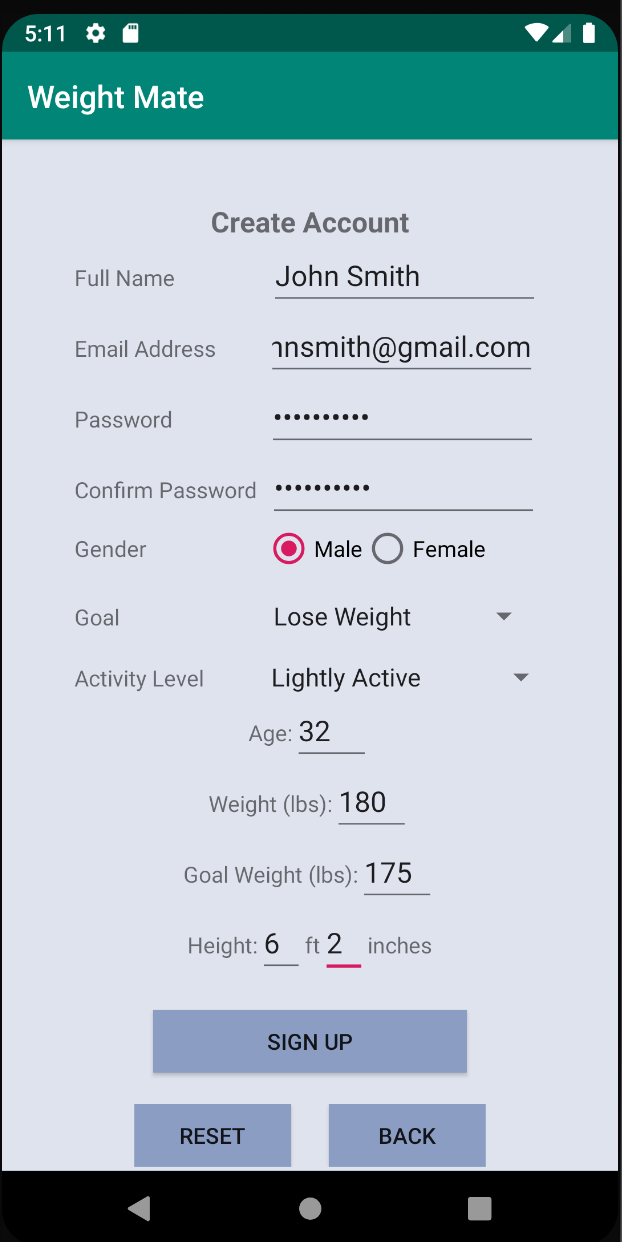 5:11
Weight Mate
Create Account
Full Name John Smith
Email Address nnsmith@gmail.com
Password ••••••••••
Confirm Password ••••••••••
Gender Male Female
Goal Lose Weight
Activity Level Lightly Active
Age: 32
Weight (lbs): 180
Goal Weight (lbs): 175
Height: 6 ft 2 inches
SIGN UP
RESET BACK